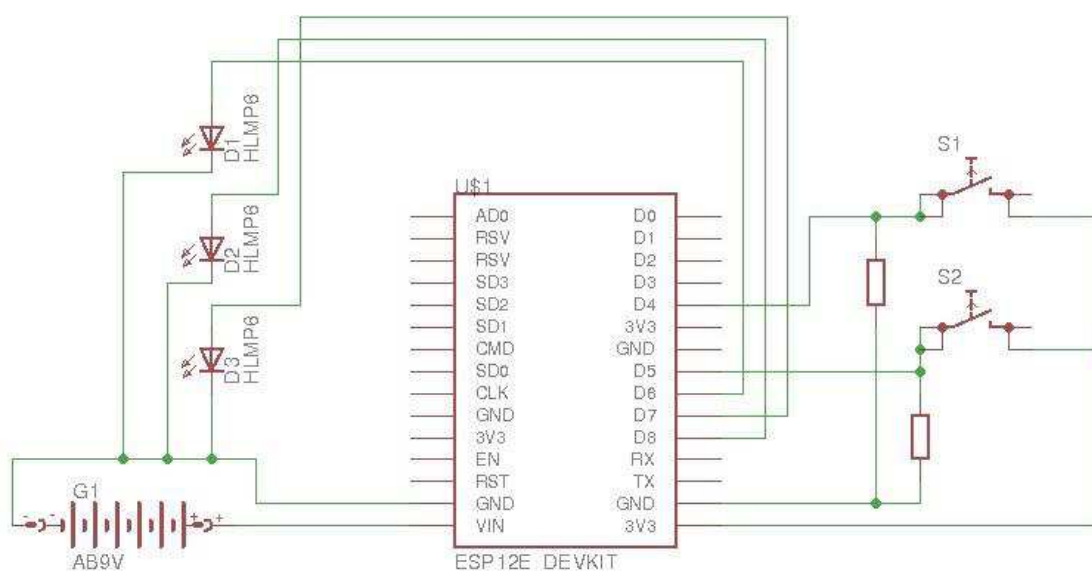 D1
HLMP6
D2
HLMP6
D3
HLMP6
G1
- - + +
AB9V
U$1
AD0
RSV
RSV
SD3
SD2
SD1
CMD
SD0
CLK
GND
3V3
EN
RST
GND
VIN
D0
D1
D2
D3
D4
3V3
GND
D5
D6
D7
D8
RX
TX
GND
3V3
ESP12E DEVKIT
S1
S2